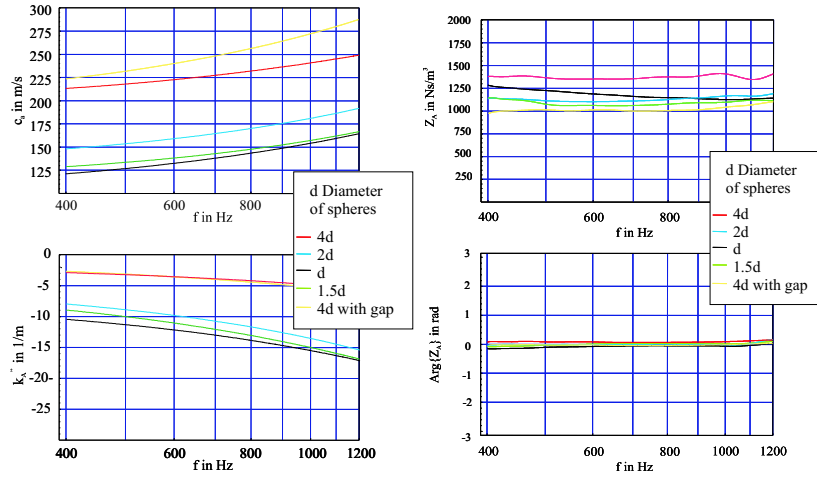 300
275
250
225
200
175
150
125
c_a in m/s
400
600
800
f in Hz
0
-5
-10
-15
-20
-25
k_A'' in 1/m
400
600
800
1000
1200
f in Hz
d Diameter
of spheres
4d
2d
d
1.5d
4d with gap
2000
1750
1500
1250
1000
750
500
250
Z_A in Ns/m³
400
600
800
f in Hz
3
2
1
0
-1
-2
-3
Arg{Z_A} in rad
400
600
800
1000
1200
f in Hz
1200
d Diameter
of spheres
4d
2d
d
1.5d
4d with gap
1200